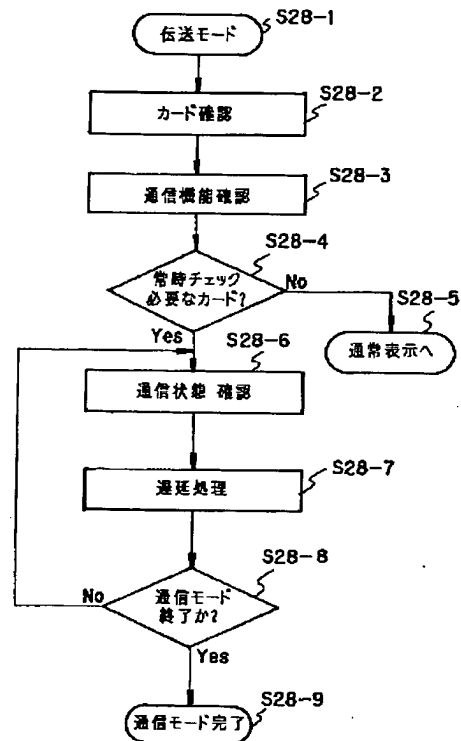 S28-1
伝送モード
S28-2
カード確認
S28-3
通信機能確認
S28-4
常時チェック
必要なカード?
No
S28-5
通常表示へ
Yes
S28-6
通信状態 確認
S28-7
遅延処理
S28-8
通信モード
終了か?
No
Yes
S28-9
通信モード完了